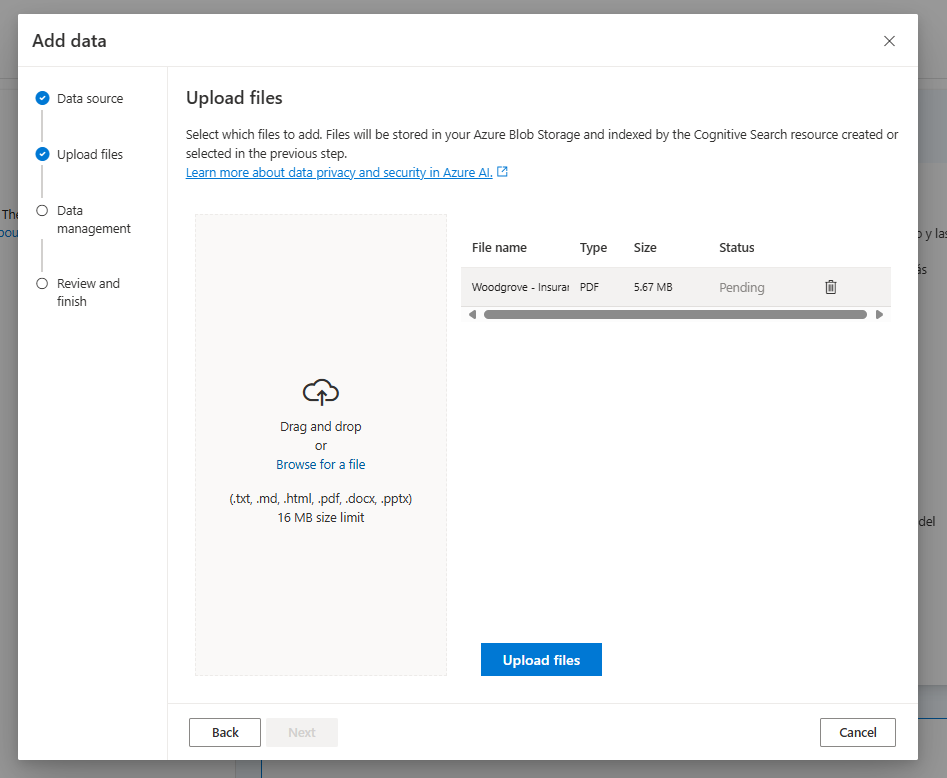 Add data
Data source
Upload files
Data
management
Review and
finish
Upload files
Select which files to add. Files will be stored in your Azure Blob Storage and indexed by the Cognitive Search resource created or
selected in the previous step.
Learn more about data privacy and security in Azure AI.
Drag and drop
or
Browse for a file
(.txt, .md, .html, .pdf, .docx, .pptx)
16 MB size limit
File name Type Size Status
Woodgrove - Insurar PDF 5.67 MB Pending
Upload files
Back Next Cancel
The
y las
del